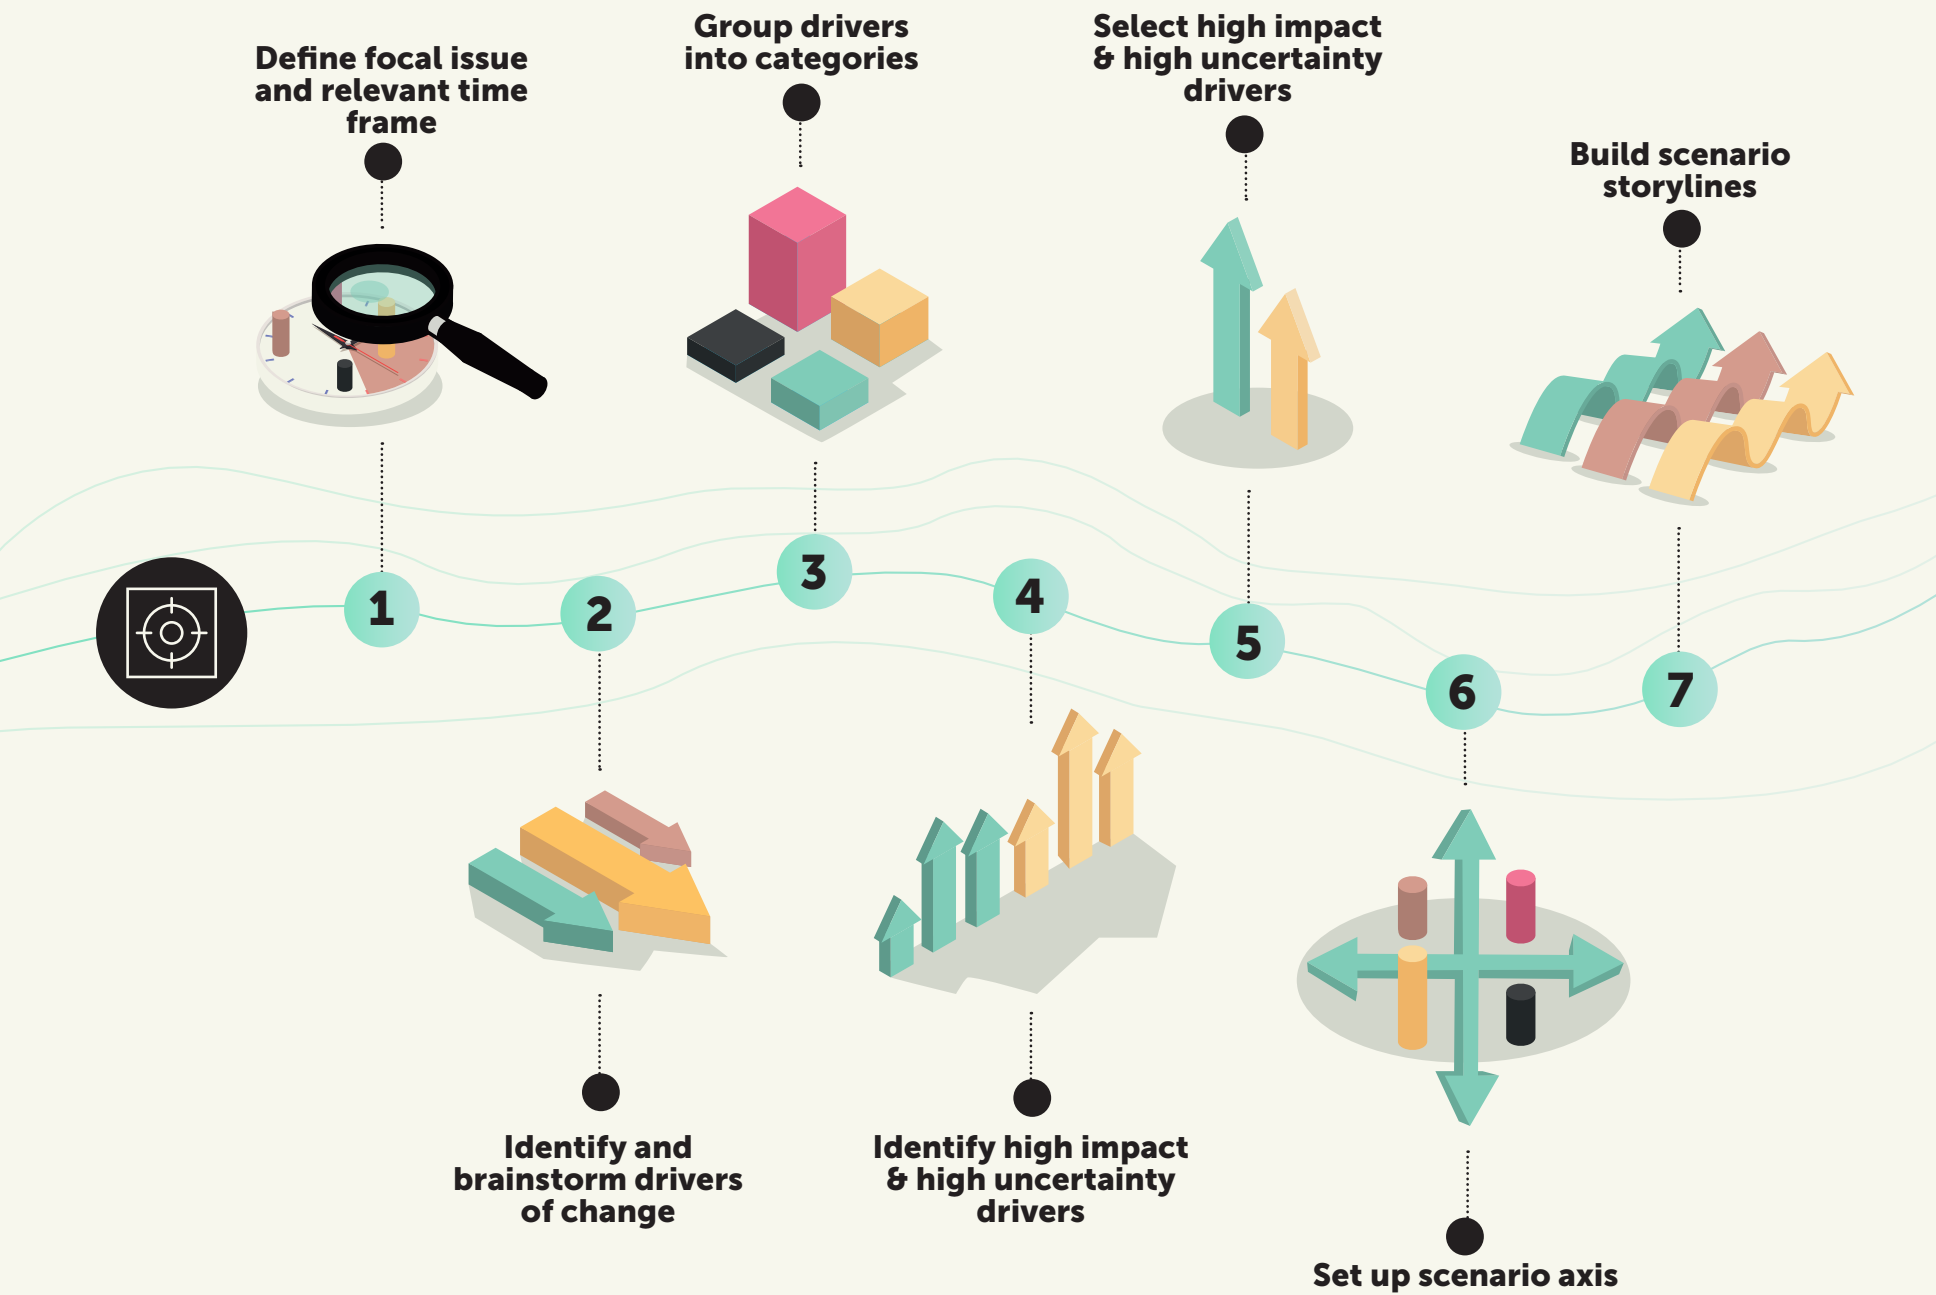 Define focal issue
and relevant time
frame
Group drivers
into categories
Select high impact
& high uncertainty
drivers
Build scenario
storylines
1
2
3
4
5
6
7
Identify and
brainstorm drivers
of change
Identify high impact
& high uncertainty
drivers
Set up scenario axis